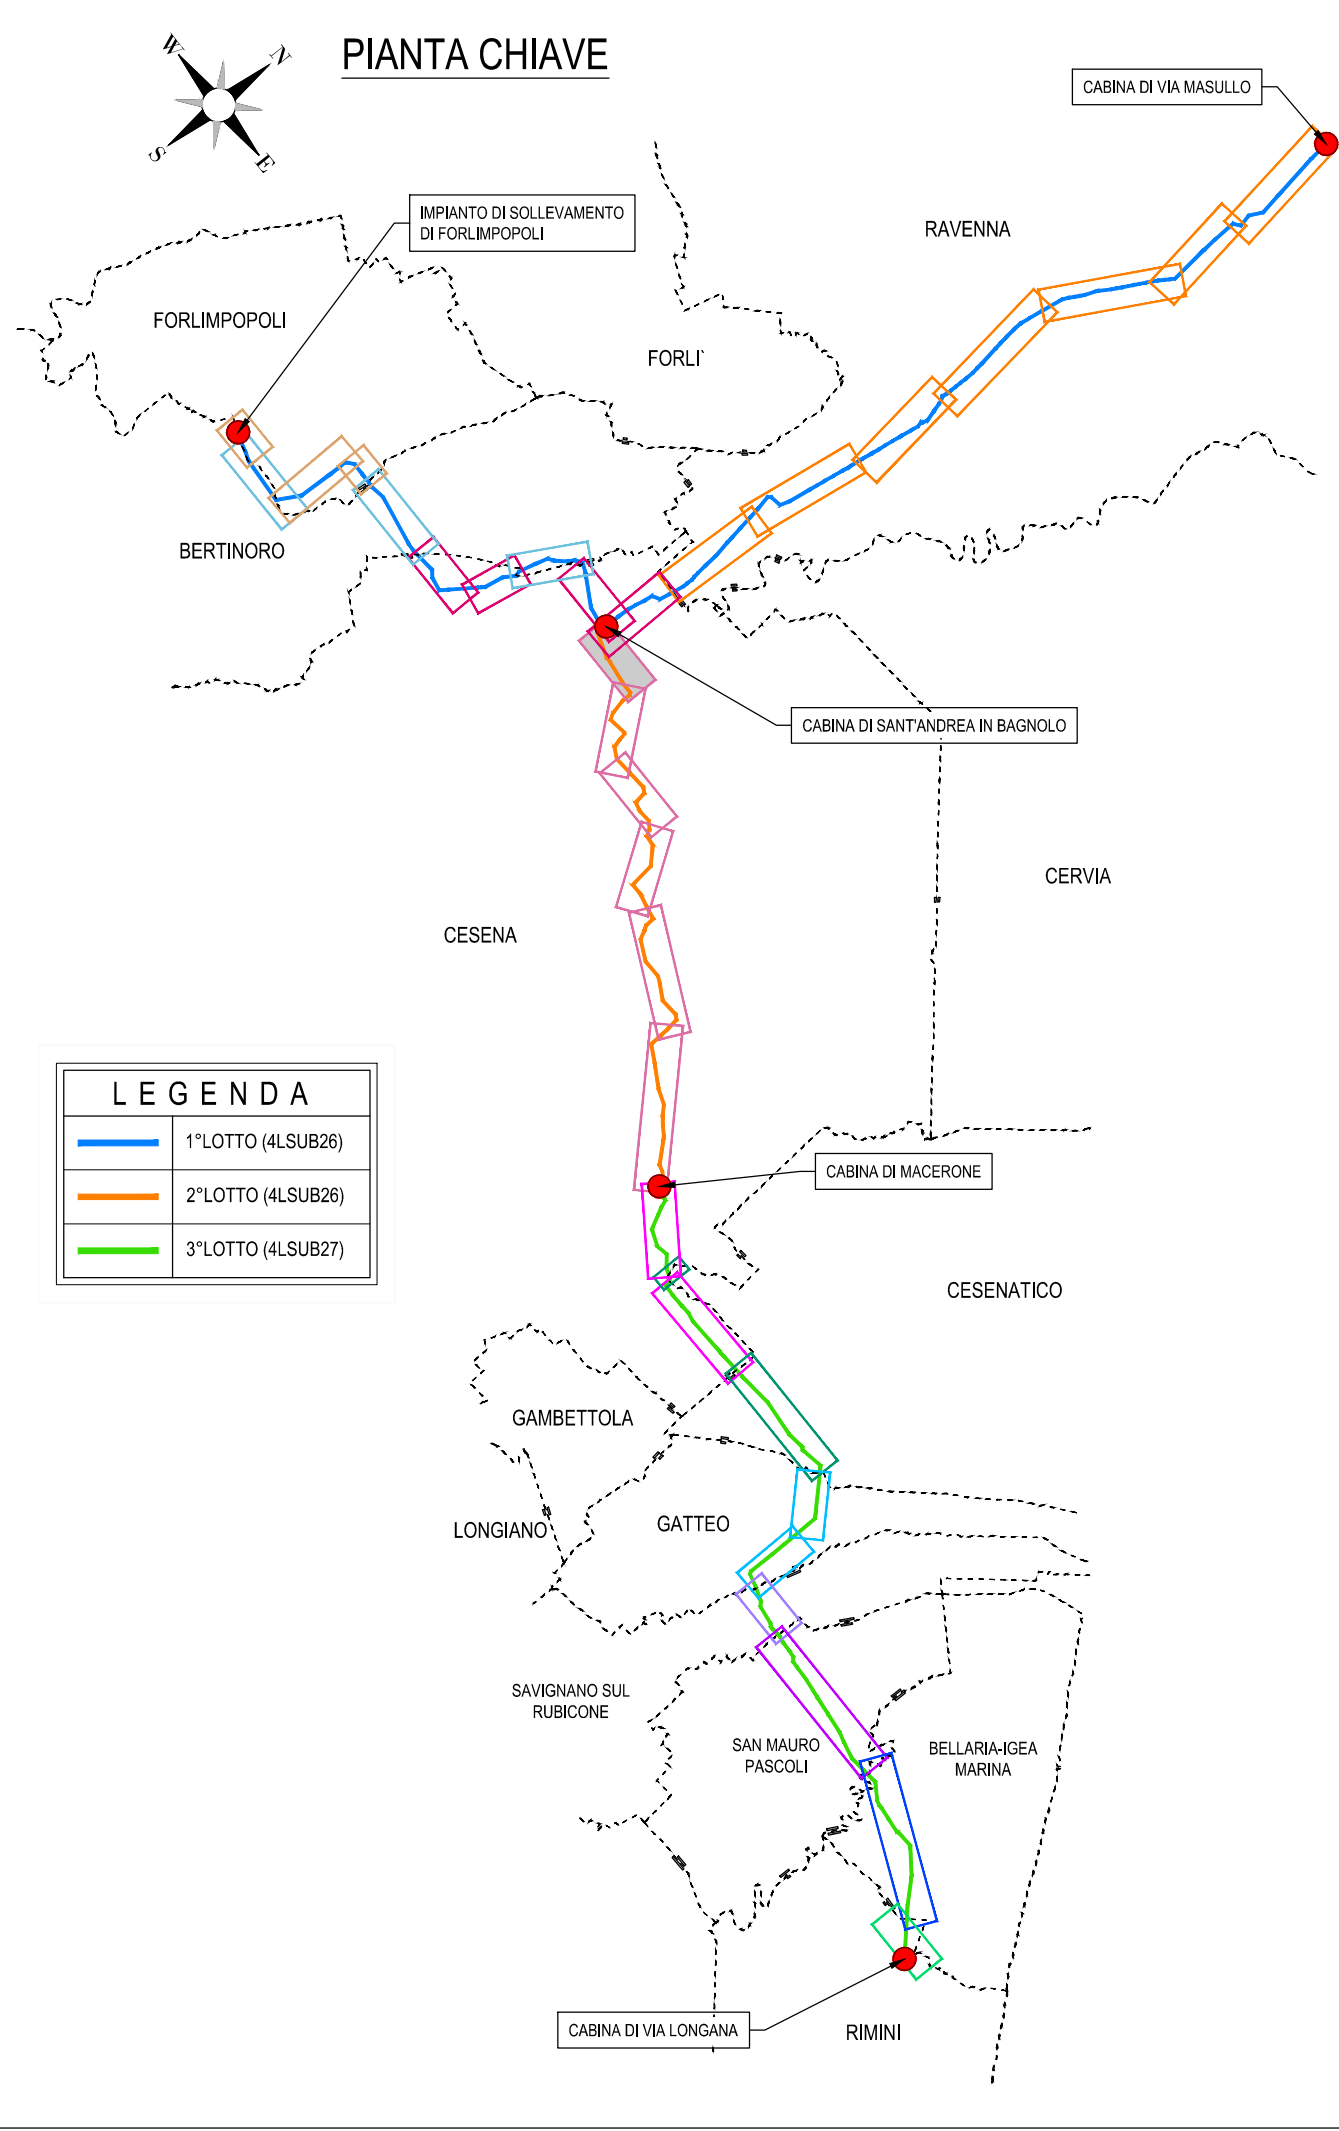 PIANTA CHIAVE
W
N
S
E
CABINA DI VIA MASULLO
IMPIANTO DI SOLLEVAMENTO
DI FORLIMPOPOLI
RAVENNA
FORLIMPOPOLI
FORLI`
BERTINORO
CABINA DI SANT'ANDREA IN BAGNOLO
CERVIA
CESENA
LEGENDA
1°LOTTO (4LSUB26)
2°LOTTO (4LSUB26)
3°LOTTO (4LSUB27)
CABINA DI MACERONE
CESENATICO
GAMBETTOLA
LONGIANO
GATTEO
SAVIGNANO SUL
RUBICONE
SAN MAURO
PASCOLI
BELLARIA-IGEA
MARINA
CABINA DI VIA LONGANA
RIMINI